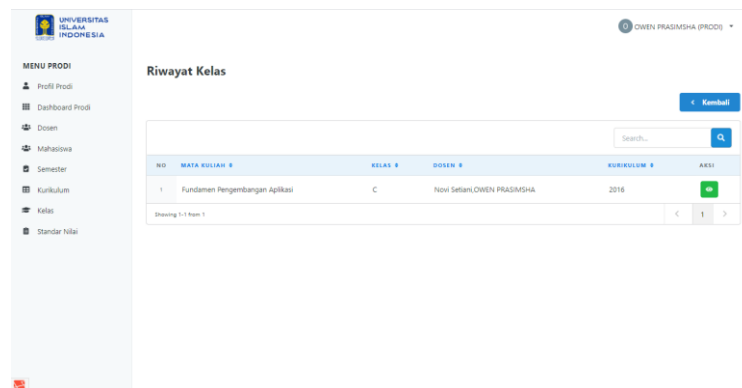 UNIVERSITAS
ISLAM
INDONESIA
O OWEN PRASIMSHA (PRODI)
MENU PRODI
Profil Prodi
Dashboard Prodi
Dosen
Mahasiswa
Semester
Kurikulum
Kelas
Standar Nilai
Riwayat Kelas
Kembali
Search...
NO MATA KULIAH KELAS DOSEN KURIKULUM AKSI
1 Fundamen Pengembangan Aplikasi C Novi Setiani,OWEN PRASIMSHA 2016
Showing 1-1 from 1
< 1 >